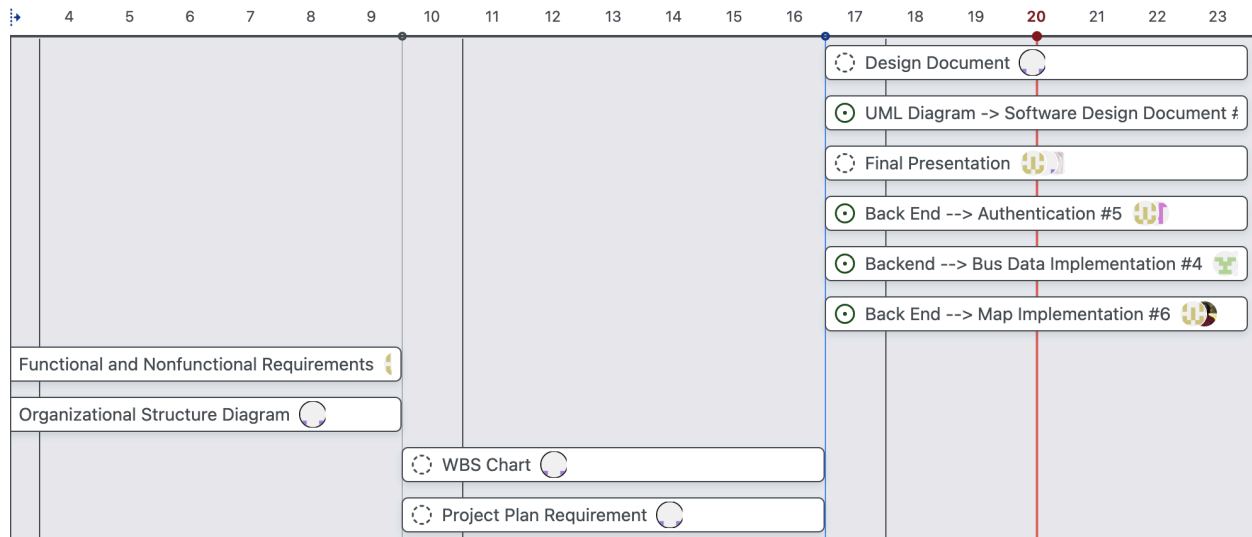 4 5 6 7 8 9 10 11 12 13 14 15 16 17 18 19 20 21 22 23
Design Document
UML Diagram -> Software Design Document #
Final Presentation
Back End --> Authentication #5
Backend --> Bus Data Implementation #4
Back End --> Map Implementation #6
Functional and Nonfunctional Requirements
Organizational Structure Diagram
WBS Chart
Project Plan Requirement